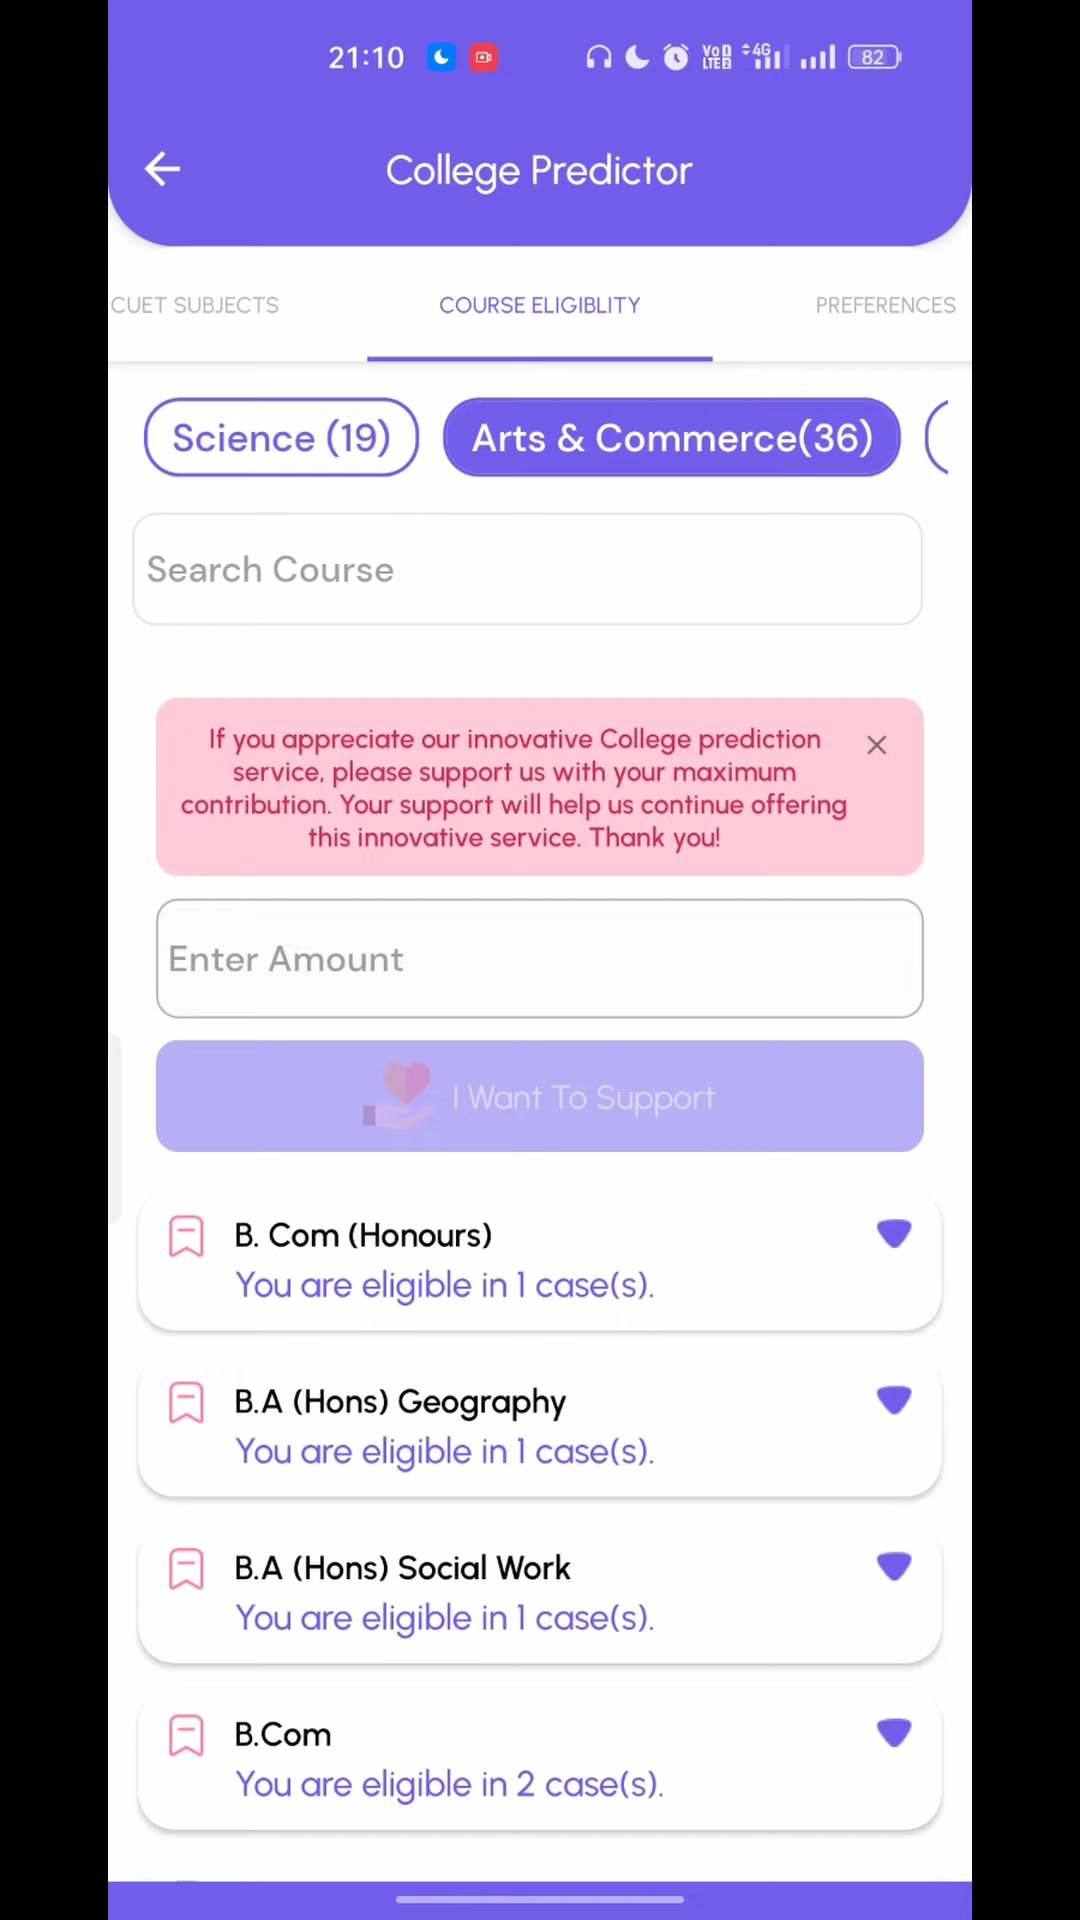 21:10
VoD LTE2
4G
82
College Predictor
CUET SUBJECTS
COURSE ELIGIBLITY
PREFERENCES
Science (19)
Arts & Commerce(36)
Search Course
If you appreciate our innovative College prediction
service, please support us with your maximum
contribution. Your support will help us continue offering
this innovative service. Thank you!
Enter Amount
I Want To Support
B. Com (Honours)
You are eligible in 1 case(s).
B.A (Hons) Geography
You are eligible in 1 case(s).
B.A (Hons) Social Work
You are eligible in 1 case(s).
B.Com
You are eligible in 2 case(s).